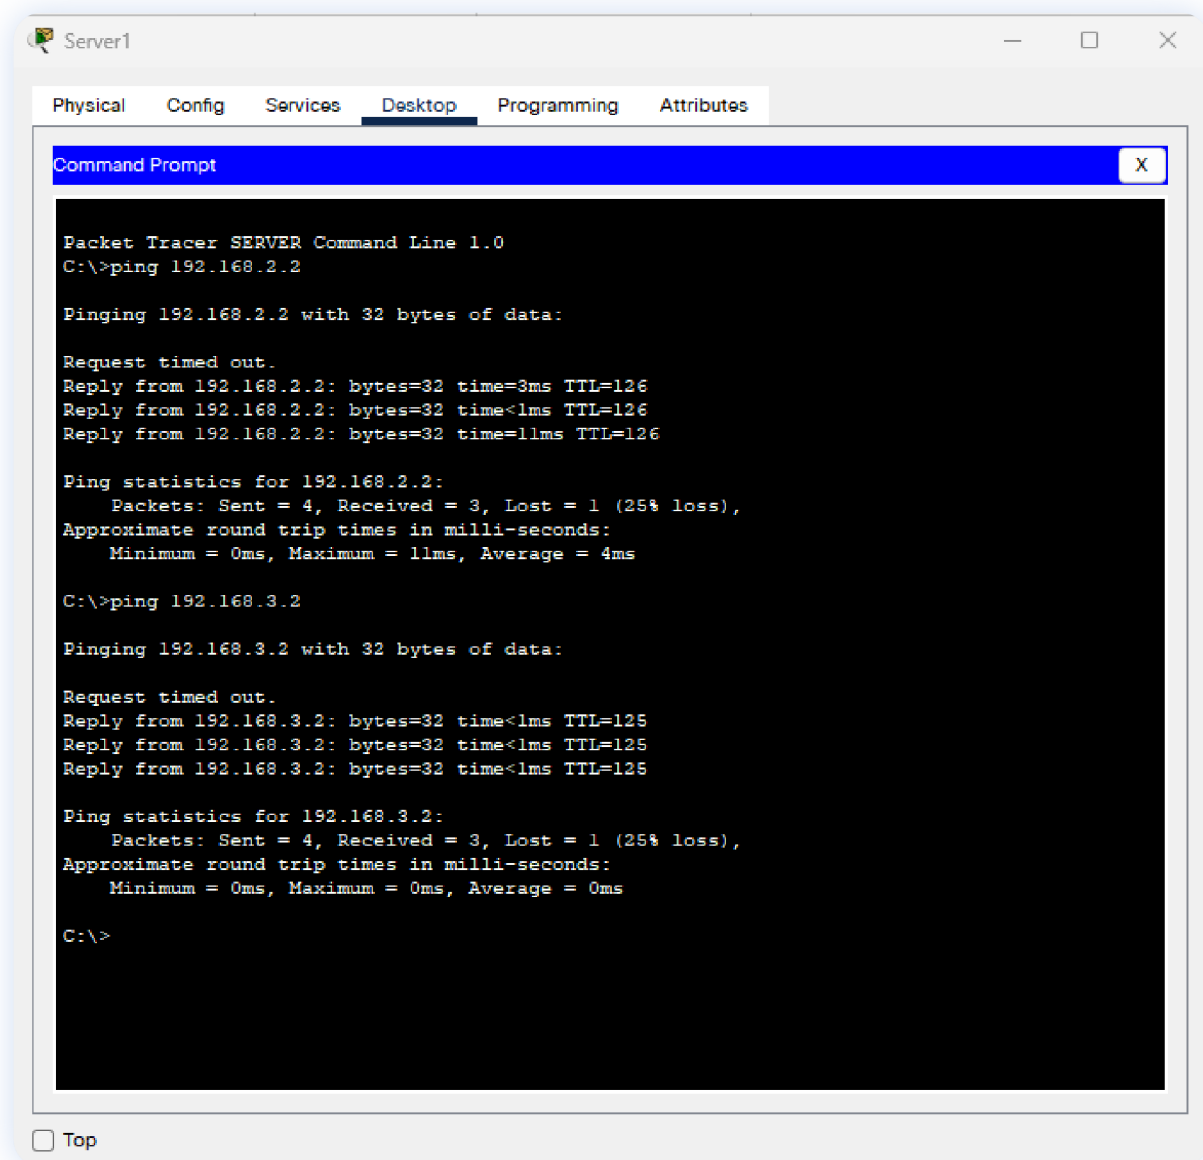 Server1
Physical Config Services Desktop Programming Attributes
Command Prompt X
Packet Tracer SERVER Command Line 1.0
C:\>ping 192.168.2.2
Pinging 192.168.2.2 with 32 bytes of data:
Request timed out.
Reply from 192.168.2.2: bytes=32 time=3ms TTL=126
Reply from 192.168.2.2: bytes=32 time<1ms TTL=126
Reply from 192.168.2.2: bytes=32 time=11ms TTL=126
Ping statistics for 192.168.2.2:
Packets: Sent = 4, Received = 3, Lost = 1 (25% loss),
Approximate round trip times in milli-seconds:
Minimum = 0ms, Maximum = 11ms, Average = 4ms
C:\>ping 192.168.3.2
Pinging 192.168.3.2 with 32 bytes of data:
Request timed out.
Reply from 192.168.3.2: bytes=32 time<1ms TTL=125
Reply from 192.168.3.2: bytes=32 time<1ms TTL=125
Reply from 192.168.3.2: bytes=32 time<1ms TTL=125
Ping statistics for 192.168.3.2:
Packets: Sent = 4, Received = 3, Lost = 1 (25% loss),
Approximate round trip times in milli-seconds:
Minimum = 0ms, Maximum = 0ms, Average = 0ms
C:\>
Top